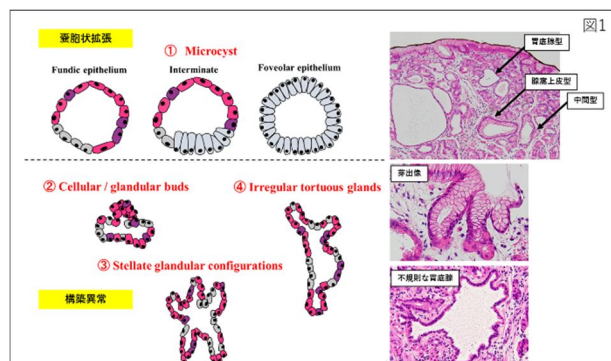 図1
嚢胞状拡張
① Microcyst
Fundic epithelium
Interminate
Foveolar epithelium
② Cellular / glandular buds
④ Irregular tortuous glands
③ Stellate glandular configurations
構築異常
胃底腺型
腺窩上皮型
中間型
芽出像
不規則な胃底腺